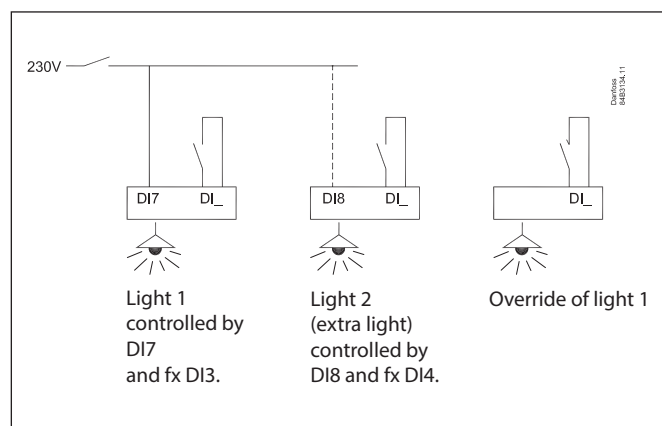 230V
Danfoss
84B3134.11
DI7 DI_
DI8 DI_
DI_
Light 1
controlled by
DI7
and fx DI3.
Light 2
(extra light)
controlled by
DI8 and fx DI4.
Override of light 1